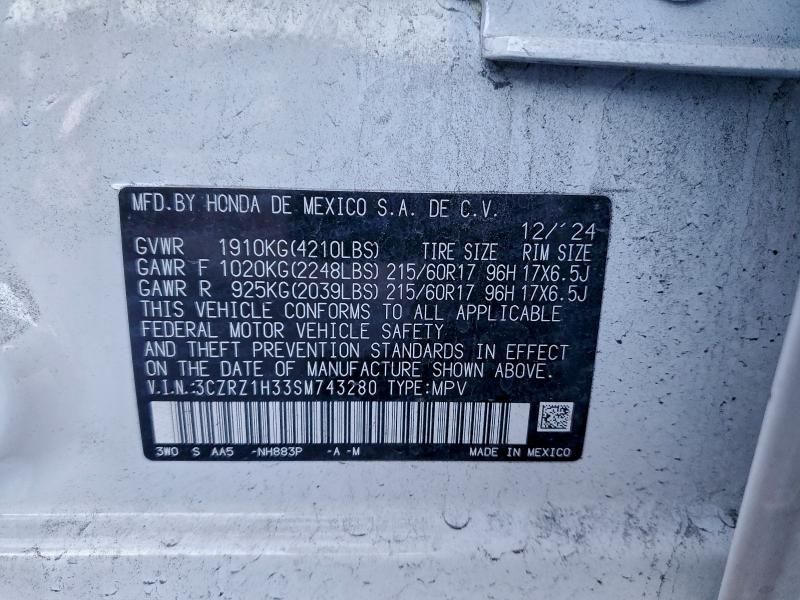 MFD.BY HONDA DE MEXICO S.A. DE C.V.
12/'24
GVWR 1910KG(4210LBS) TIRE SIZE RIM SIZE
GAWR F 1020KG(2248LBS) 215/60R17 96H 17X6.5J
GAWR R 925KG(2039LBS) 215/60R17 96H 17X6.5J
THIS VEHICLE CONFORMS TO ALL APPLICABLE
FEDERAL MOTOR VEHICLE SAFETY
AND THEFT PREVENTION STANDARDS IN EFFECT
ON THE DATE OF MANUFACTURE SHOWN ABOVE.
V.I.N.:3CZRZ1H33SM743280 TYPE:MPV
3W0 S AA5 -NH883P -A -M MADE IN MEXICO